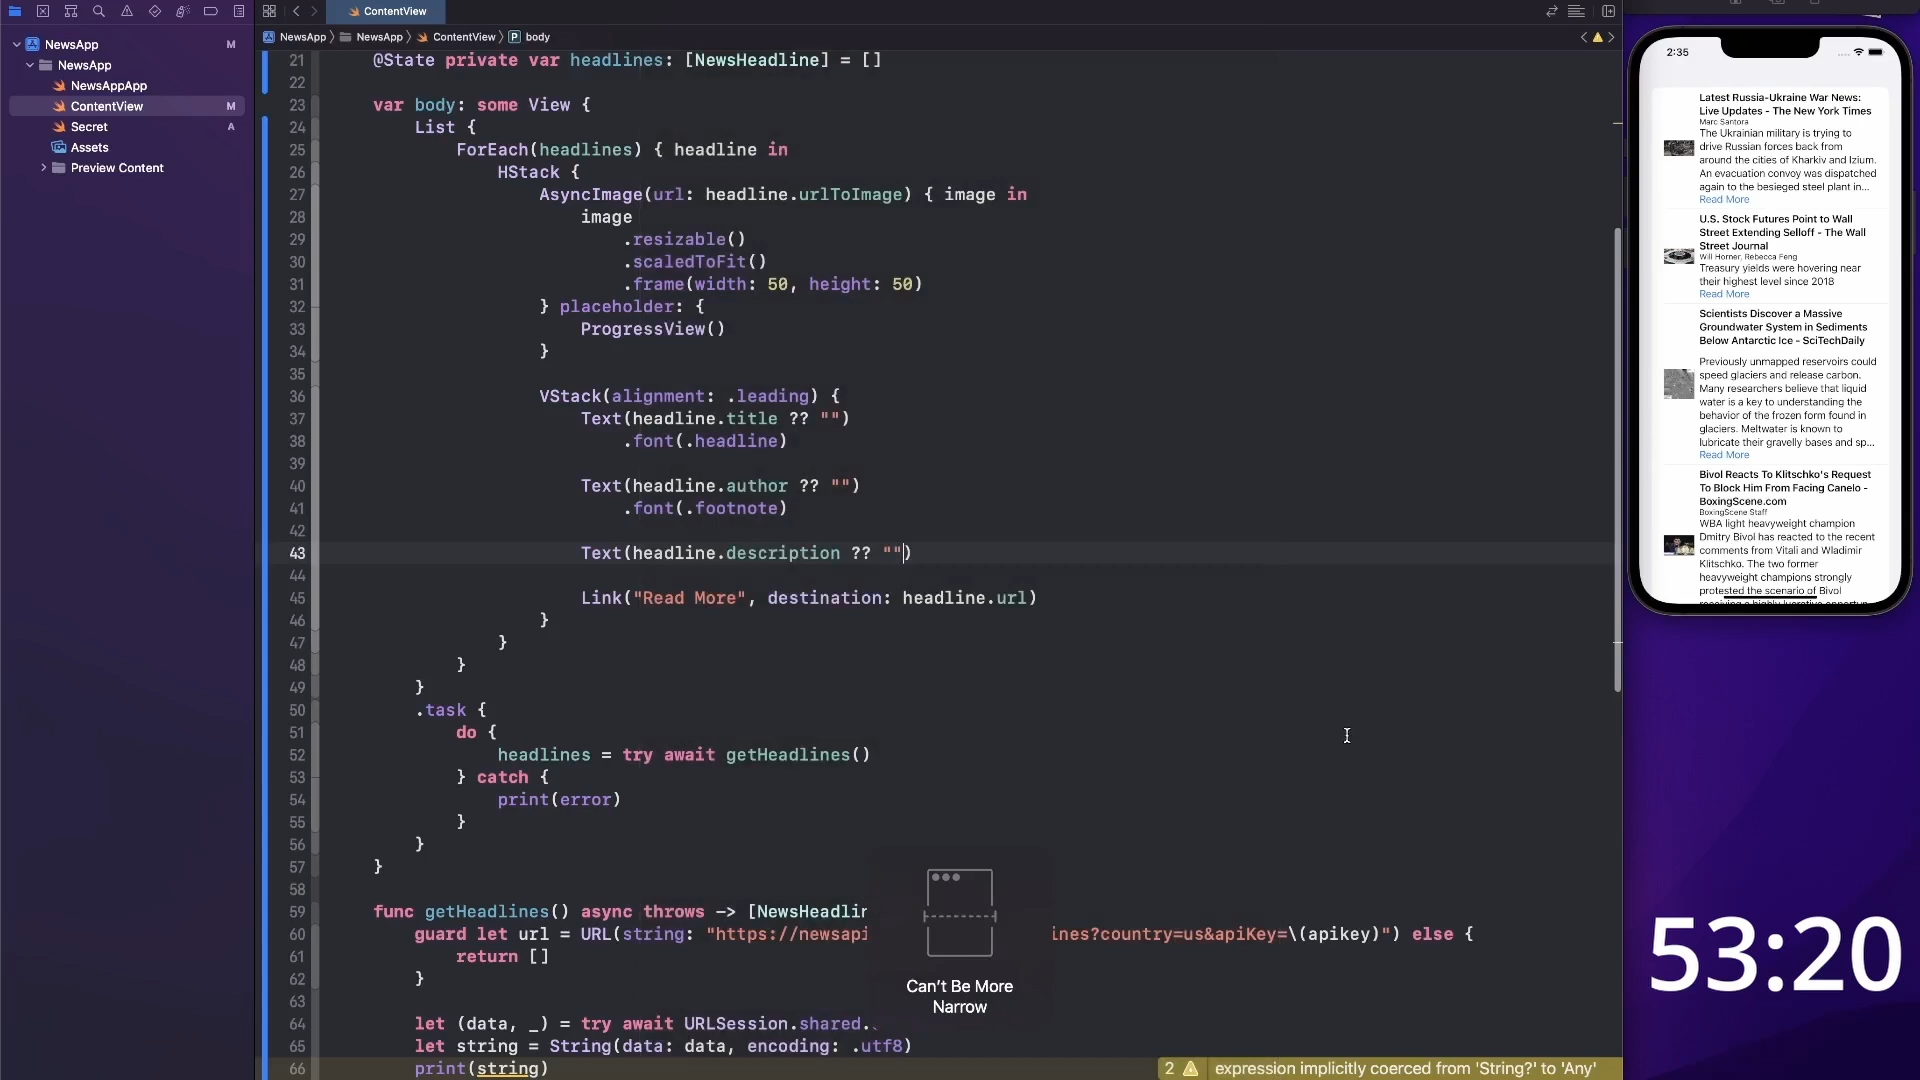 ContentView
NewsApp
M
NewsApp
NewsAppApp
ContentView
M
Secret
A
Assets
Preview Content
NewsApp
NewsApp
ContentView
P
body
21 @State private var headlines: [NewsHeadline] = []
22
23 var body: some View {
24 List {
25 ForEach(headlines) { headline in
26 HStack {
27 AsyncImage(url: headline.urlToImage) { image in
28 image
29 .resizable()
30 .scaledToFit()
31 .frame(width: 50, height: 50)
32 } placeholder: {
33 ProgressView()
34 }
35
36 VStack(alignment: .leading) {
37 Text(headline.title ?? "")
38 .font(.headline)
39
40 Text(headline.author ?? "")
41 .font(.footnote)
42
43 Text(headline.description ?? "")
44
45 Link("Read More", destination: headline.url)
46 }
47 }
48 }
49 }
50 .task {
51 do {
52 headlines = try await getHeadlines()
53 } catch {
54 print(error)
55 }
56 }
57 }
58
59 func getHeadlines() async throws -> [NewsHeadlin
60 guard let url = URL(string: "https://newsapi ines?country=us&apiKey=\(apikey)") else {
61 return []
62 }
63
64 let (data, _) = try await URLSession.shared.
65 let string = String(data: data, encoding: .utf8)
66 print(string)
2
expression implicitly coerced from 'String?' to 'Any'
Can't Be More
Narrow
2:35
Latest Russia-Ukraine War News:
Live Updates - The New York Times
Marc Santora
The Ukrainian military is trying to
drive Russian forces back from
around the cities of Kharkiv and Izium.
An evacuation convoy was dispatched
again to the besieged steel plant in...
Read More
U.S. Stock Futures Point to Wall
Street Extending Selloff - The Wall
Street Journal
Will Horner, Rebecca Feng
Treasury yields were hovering near
their highest level since 2018
Read More
Scientists Discover a Massive
Groundwater System in Sediments
Below Antarctic Ice - SciTechDaily
Previously unmapped reservoirs could
speed glaciers and release carbon.
Many researchers believe that liquid
water is a key to understanding the
behavior of the frozen form found in
glaciers. Meltwater is known to
lubricate their gravelly bases and sp...
Read More
Bivol Reacts To Klitschko's Request
To Block Him From Facing Canelo -
BoxingScene.com
BoxingScene Staff
WBA light heavyweight champion
Dmitry Bivol has reacted to the recent
comments from Vitali and Wladimir
Klitschko. The two former
heavyweight champions strongly
protested the scenario of Bivol
53:20